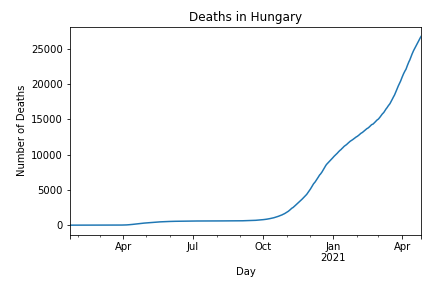 Deaths in Hungary
Number of Deaths
25000
20000
15000
10000
5000
0
Apr Jul Oct Jan Apr
2021
Day